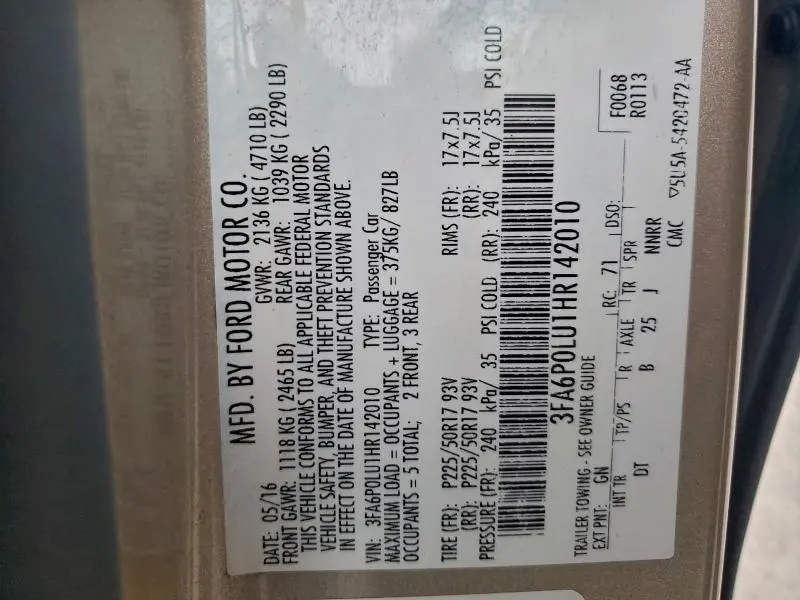 MFD. BY FORD MOTOR CO.
DATE: 05/16 GVWR: 2136 KG ( 4710 LB)
FRONT GAWR: 1118 KG ( 2465 LB) REAR GAWR: 1039 KG ( 2290 LB)
THIS VEHICLE CONFORMS TO ALL APPLICABLE FEDERAL MOTOR
VEHICLE SAFETY, BUMPER, AND THEFT PREVENTION STANDARDS
IN EFFECT ON THE DATE OF MANUFACTURE SHOWN ABOVE.
VIN: 3FA6P0LU1HR142010 TYPE: Passenger Car
MAXIMUM LOAD = OCCUPANTS + LUGGAGE = 375KG/ 827LB
OCCUPANTS = 5 TOTAL; 2 FRONT, 3 REAR
TIRE (FR): P225/50R17 93V RIMS (FR): 17x7.5J
(RR): P225/50R17 93V (RR): 17x7.5J
PRESSURE (FR): 240 kPa/ 35 PSI COLD (RR): 240 kPa/ 35 PSI COLD
3FA6P0LU1HR142010
TRAILER TOWING - SEE OWNER GUIDE F0068
EXT PNT: GN RC: 71 DSO: R0113
INT TR TP/PS R AXLE TR SPR
DT B 25 J NNRR
CMC ▽5U5A-5420472-AA